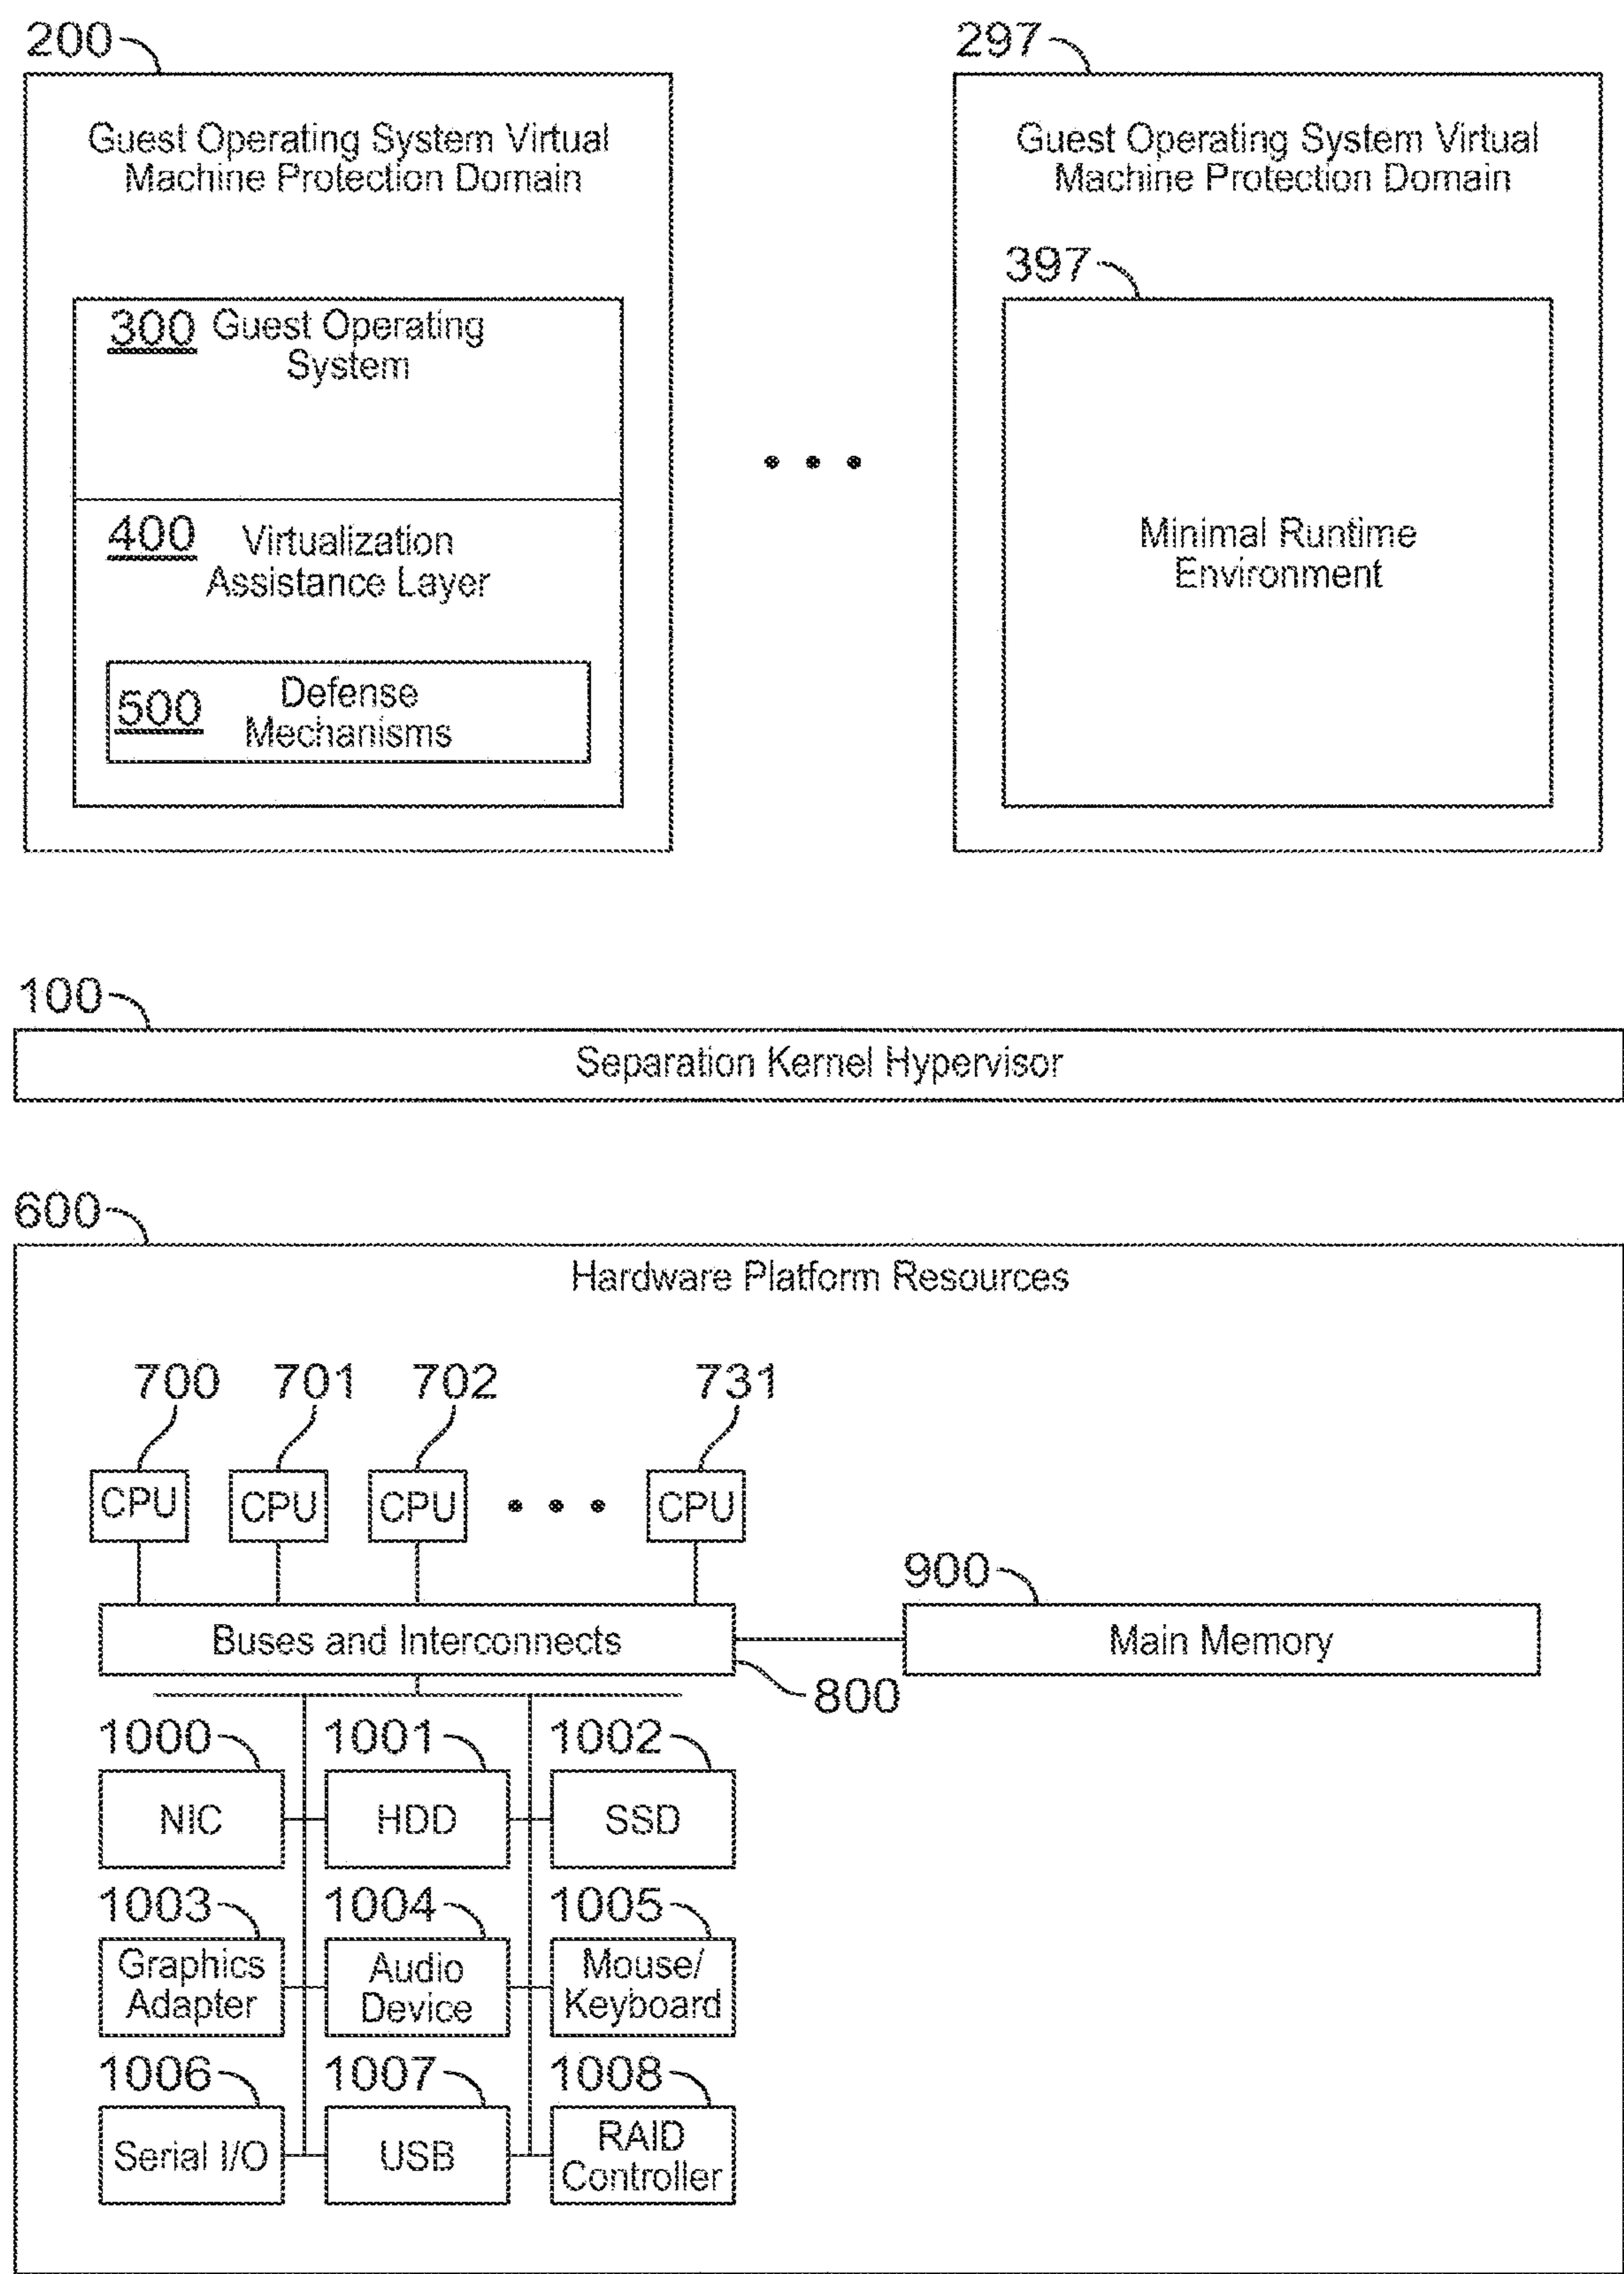 200
297
Guest Operating System Virtual
Machine Protection Domain
Guest Operating System Virtual
Machine Protection Domain
397
300 Guest Operating
System
400 Virtualization
Assistance Layer
500 Defense
Mechanisms
Minimal Runtime
Environment
100
Separation Kernel Hypervisor
600
Hardware Platform Resources
700 701 702 731
CPU CPU CPU CPU
900
Buses and Interconnects
Main Memory
800
1000 1001 1002
NIC HDD SSD
1003 1004 1005
Graphics
Adapter
Audio
Device
Mouse/
Keyboard
1006 1007 1008
Serial I/O
USB
RAID
Controller